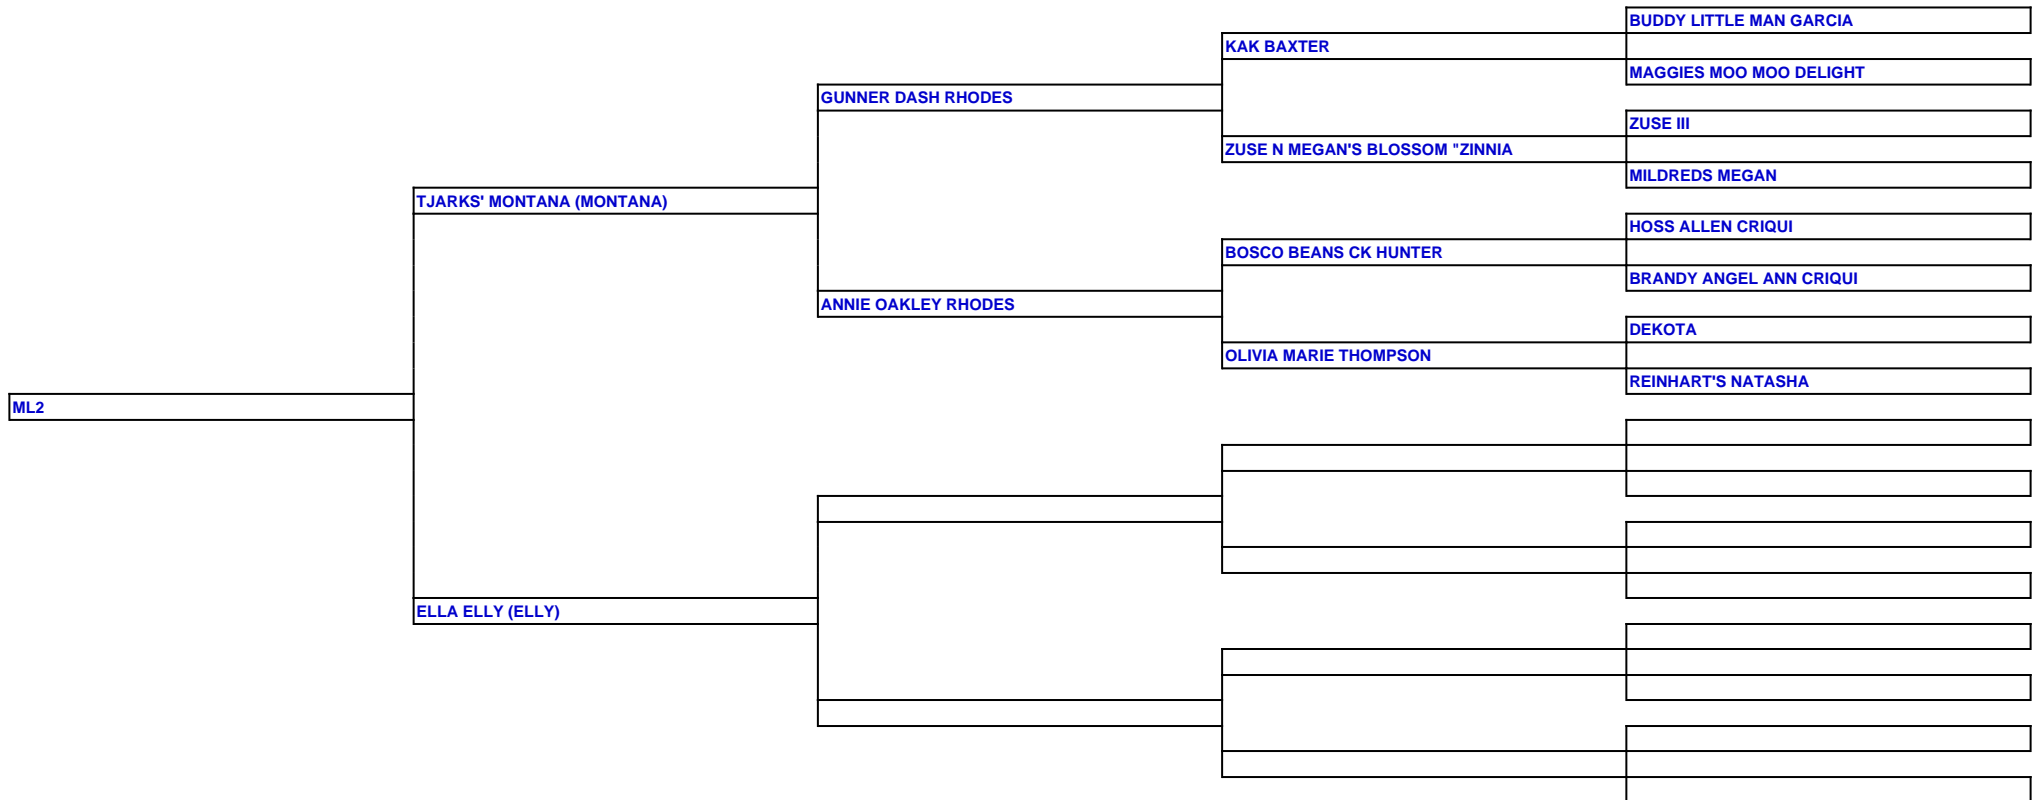 BUDDY LITTLE MAN GARCIA
KAK BAXTER
MAGGIES MOO MOO DELIGHT
GUNNER DASH RHODES
ZUSE III
ZUSE N MEGAN'S BLOSSOM "ZINNIA
MILDREDS MEGAN
TJARKS' MONTANA (MONTANA)
HOSS ALLEN CRIQUI
BOSCO BEANS CK HUNTER
BRANDY ANGEL ANN CRIQUI
ANNIE OAKLEY RHODES
DEKOTA
OLIVIA MARIE THOMPSON
REINHART'S NATASHA
ML2
ELLA ELLY (ELLY)